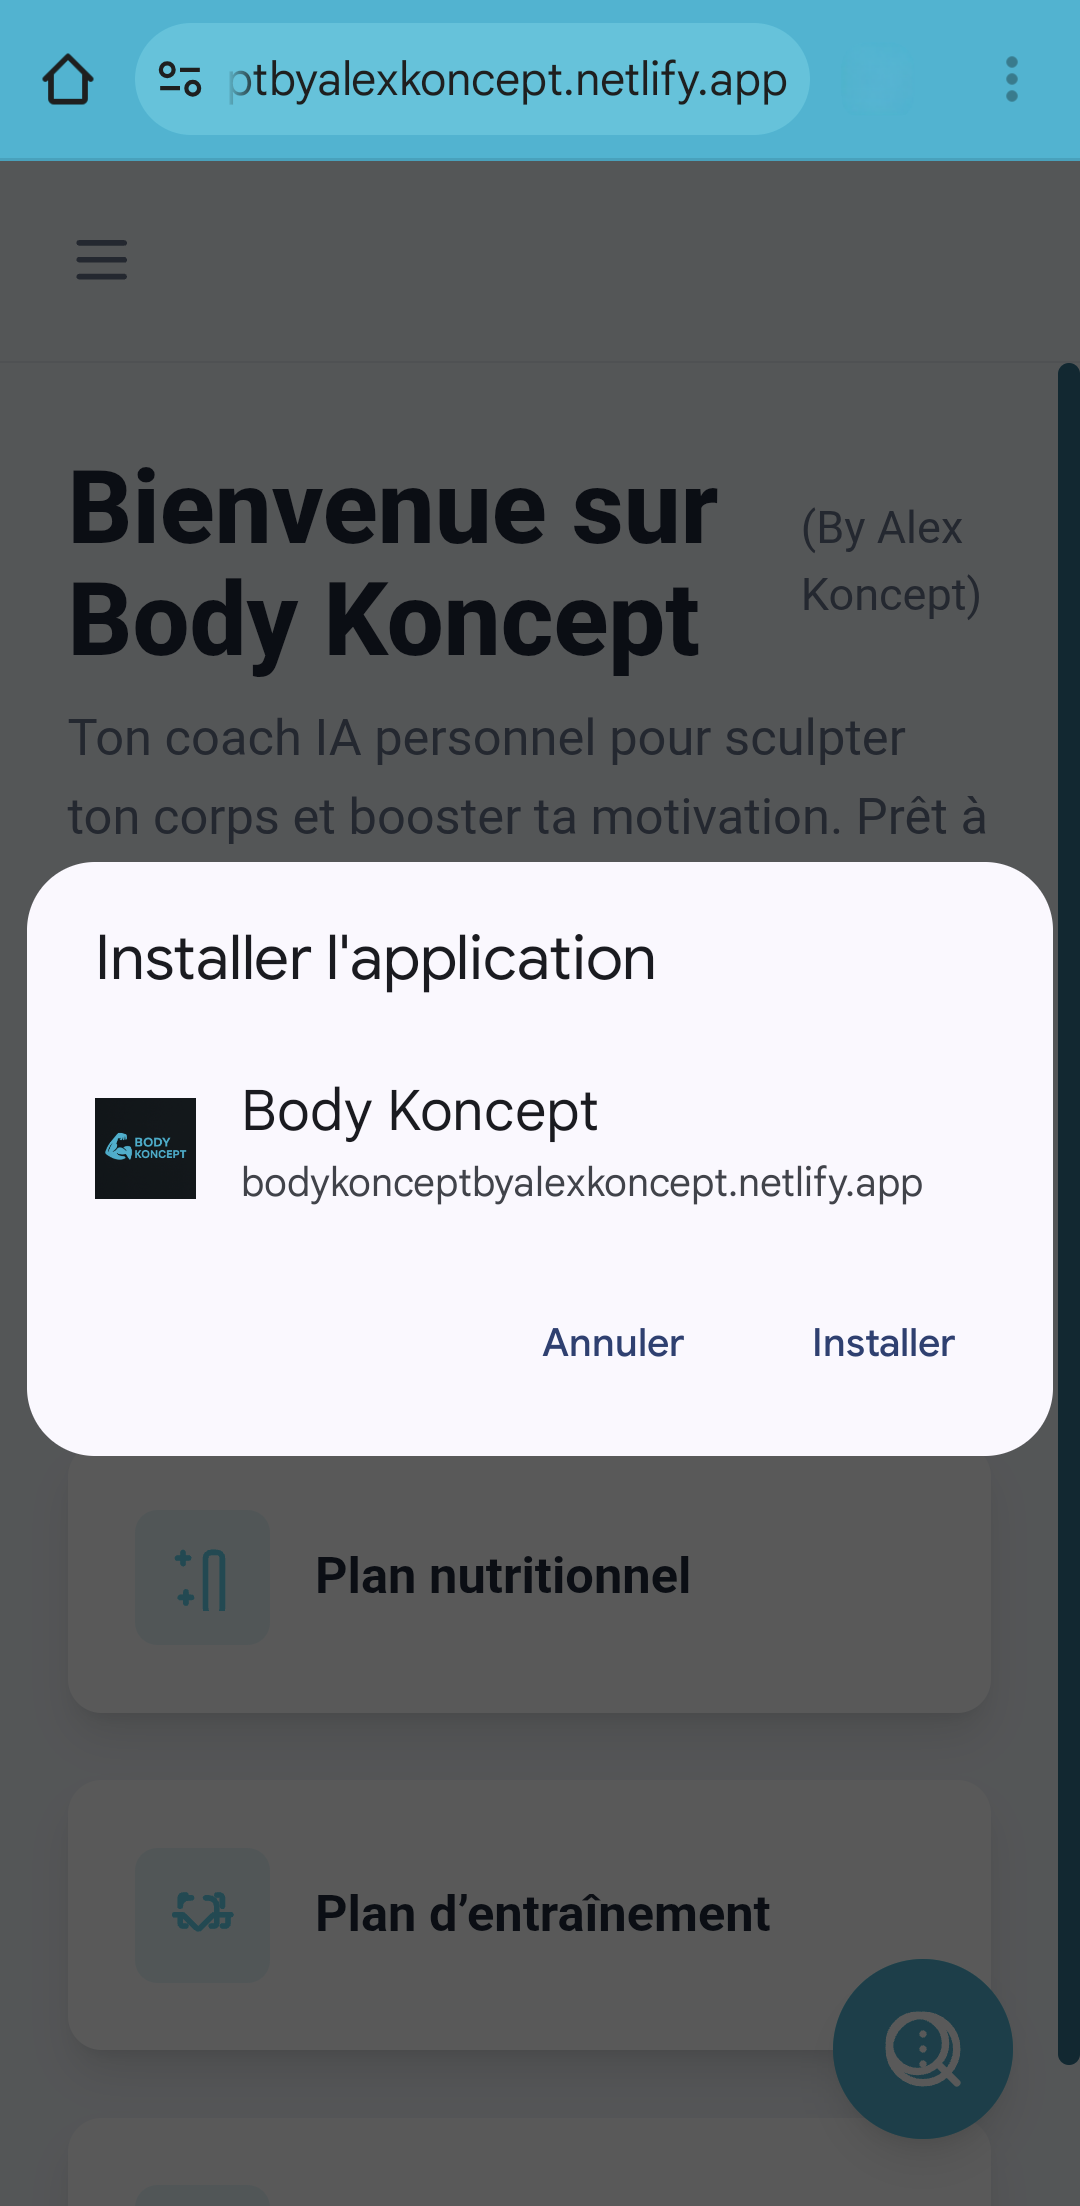 ptbyalexkoncept.netlify.app
Bienvenue sur
Body Koncept
(By Alex
Koncept)
Ton coach IA personnel pour sculpter
ton corps et booster ta motivation. Prêt à
Installer l'application
BODY
KONCEPT
Body Koncept
bodykonceptbyalexkoncept.netlify.app
Annuler
Installer
Plan nutritionnel
Plan d’entraînement